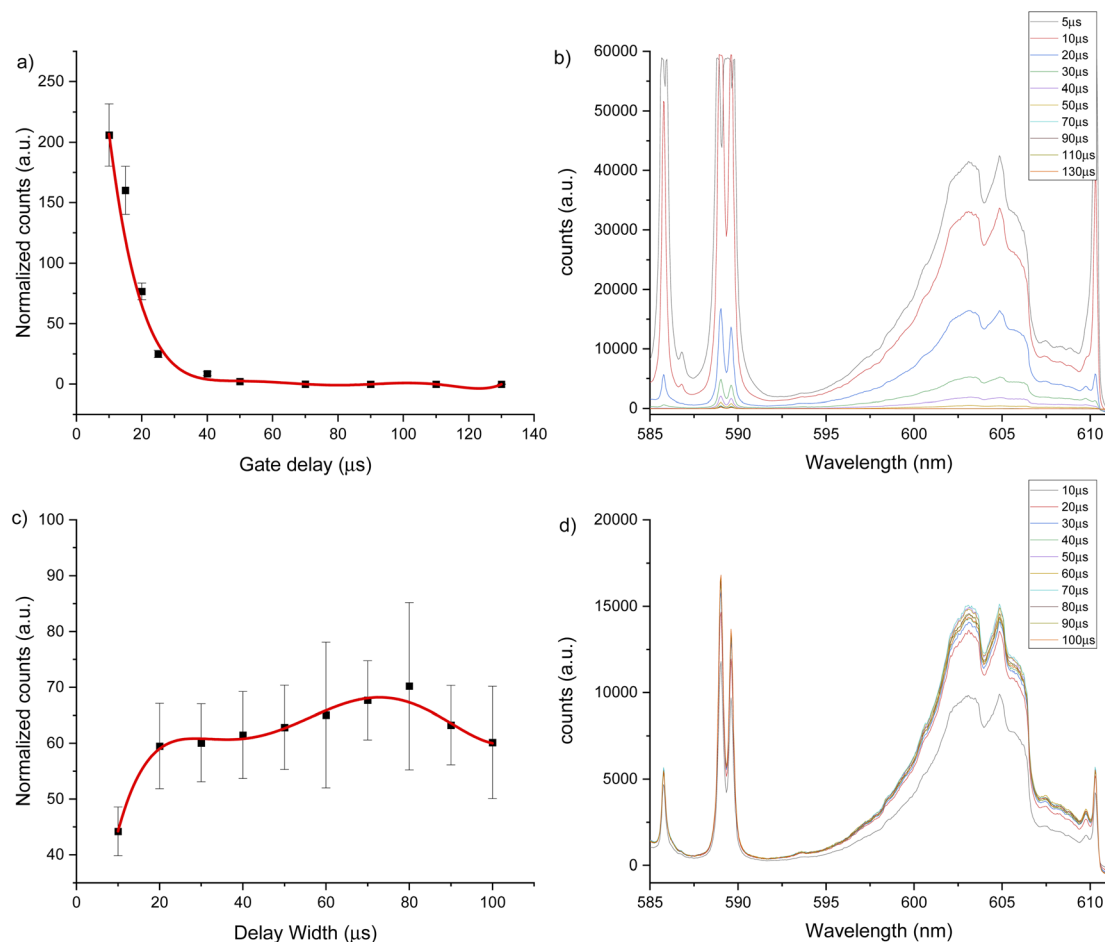 a)
Normalized counts (a.u.)
250
200
150
100
50
0
0 20 40 60 80 100 120 140
Gate delay (μs)
b)
counts (a.u.)
60000
50000
40000
30000
20000
10000
0
585 590 595 600 605 610
Wavelength (nm)
5μs
10μs
20μs
30μs
40μs
50μs
70μs
90μs
110μs
130μs
c)
Normalized counts (a.u.)
100
90
80
70
60
50
40
0 20 40 60 80 100
Delay Width (μs)
d)
counts (a.u.)
20000
15000
10000
5000
0
585 590 595 600 605 610
Wavelength (nm)
10μs
20μs
30μs
40μs
50μs
60μs
70μs
80μs
90μs
100μs